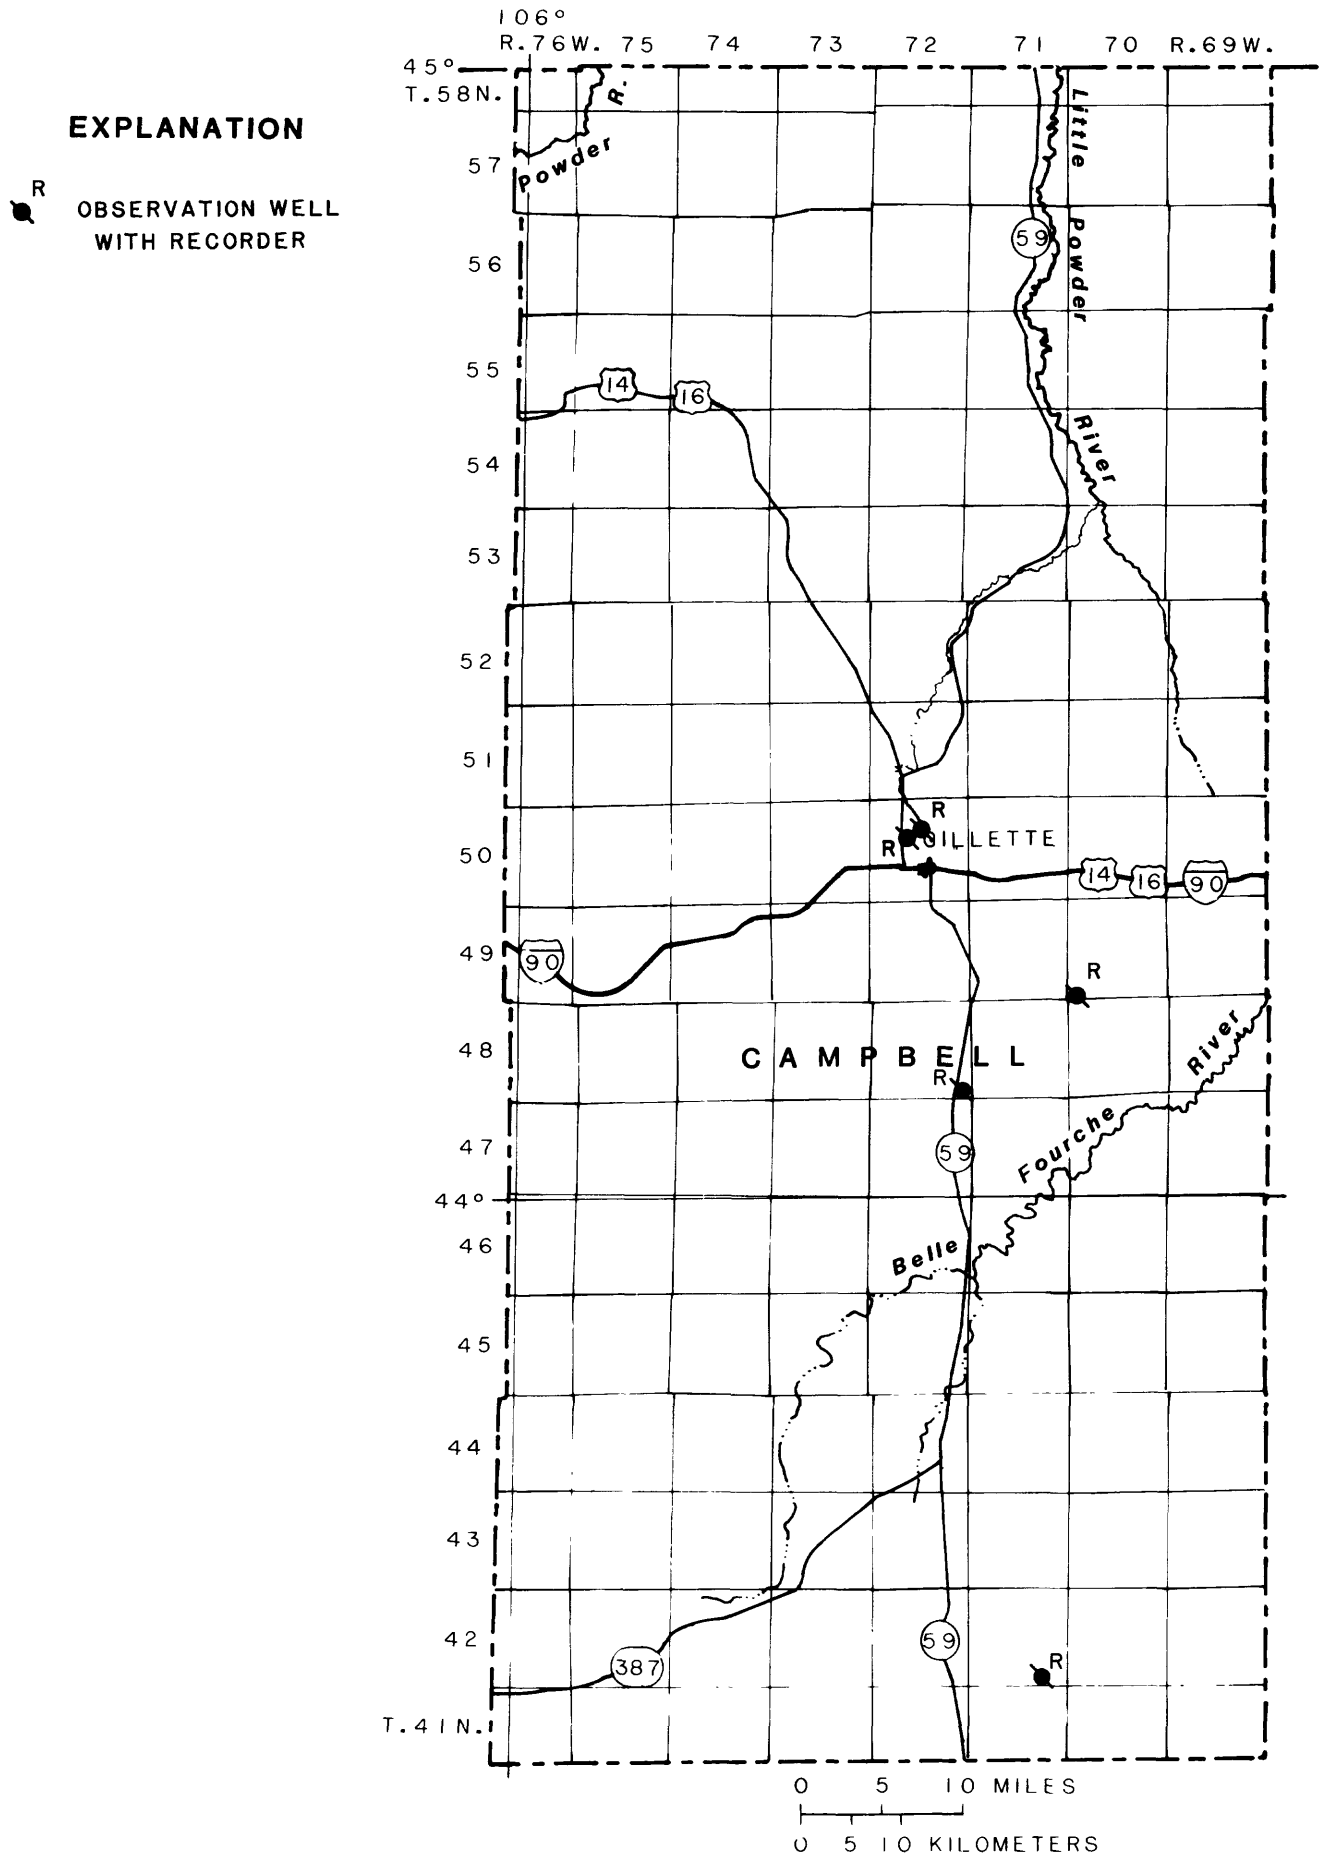 106°
R.76W. 75 74 73 72 71 70 R.69W.
45°
T.58N.
EXPLANATION
R
OBSERVATION WELL
WITH RECORDER
Powder R.
Little Powder River
57
56
59
55
14
16
54
53
52
51
R
GILLETTE
R
50
14
16
90
49
90
R
48
CAMPBELL
R
47
59
Belle Fourche River
44°
46
45
44
43
42
59
387
R
T.41N.
0 5 10 MILES
0 5 10 KILOMETERS